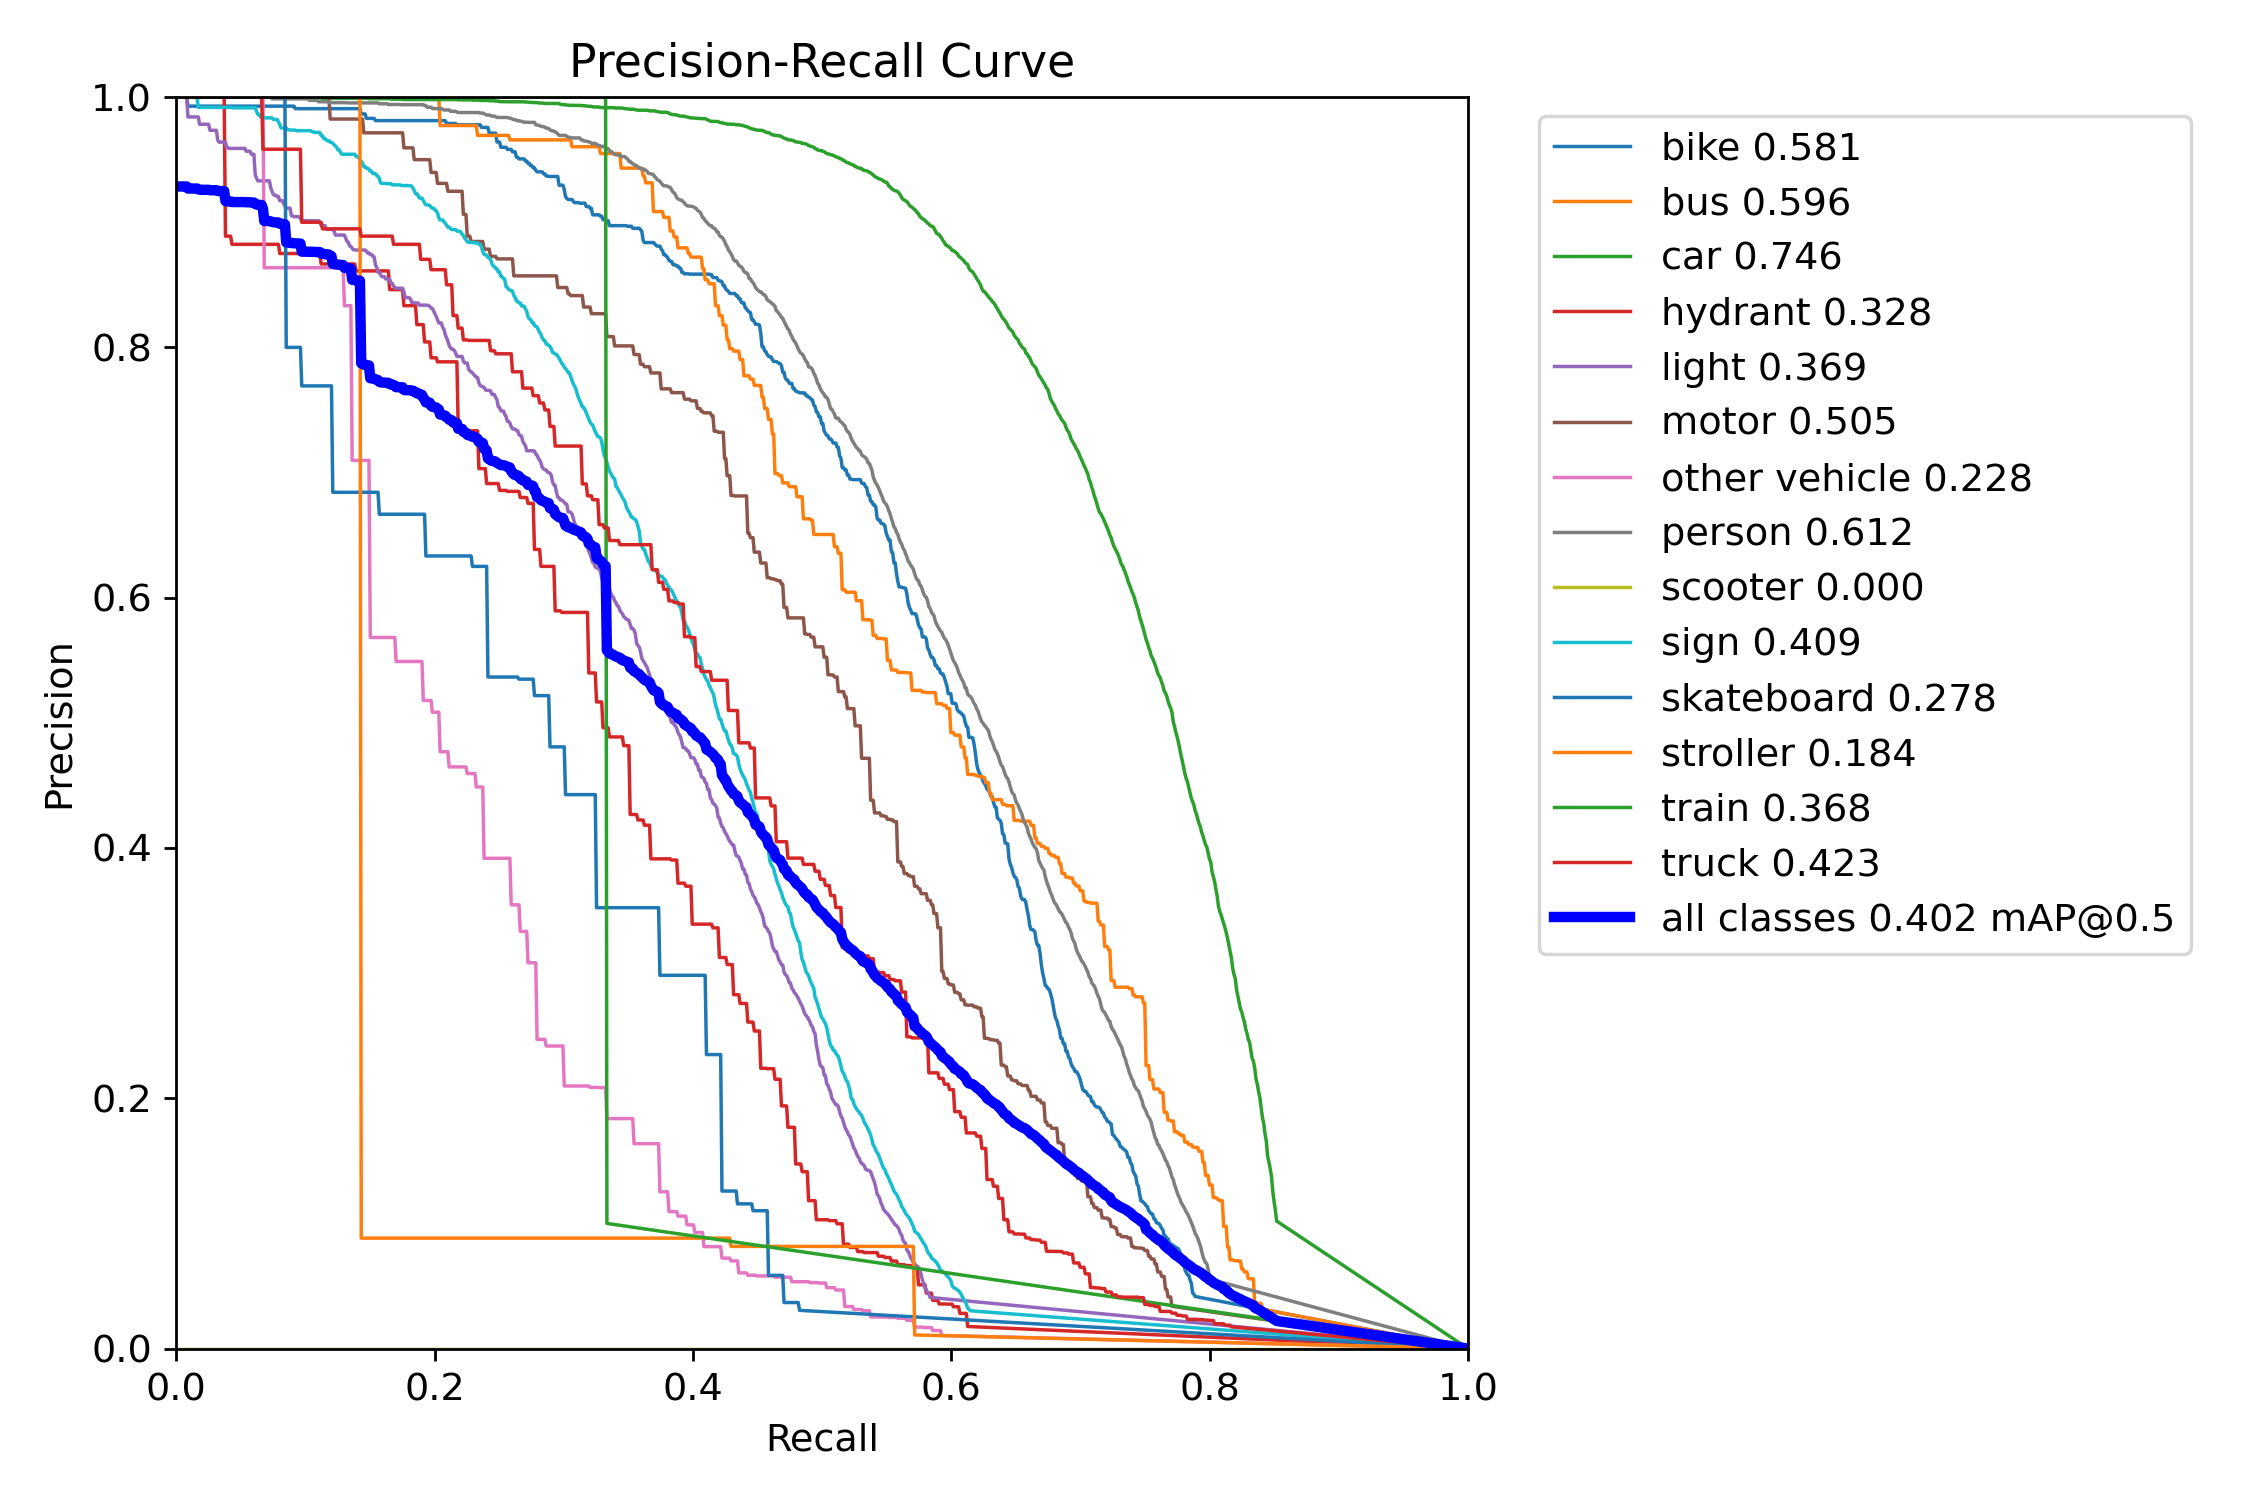 Precision-Recall Curve
1.0
0.8
0.6
0.4
0.2
0.0
Precision
0.0 0.2 0.4 0.6 0.8 1.0
Recall
bike 0.581
bus 0.596
car 0.746
hydrant 0.328
light 0.369
motor 0.505
other vehicle 0.228
person 0.612
scooter 0.000
sign 0.409
skateboard 0.278
stroller 0.184
train 0.368
truck 0.423
all classes 0.402 mAP@0.5